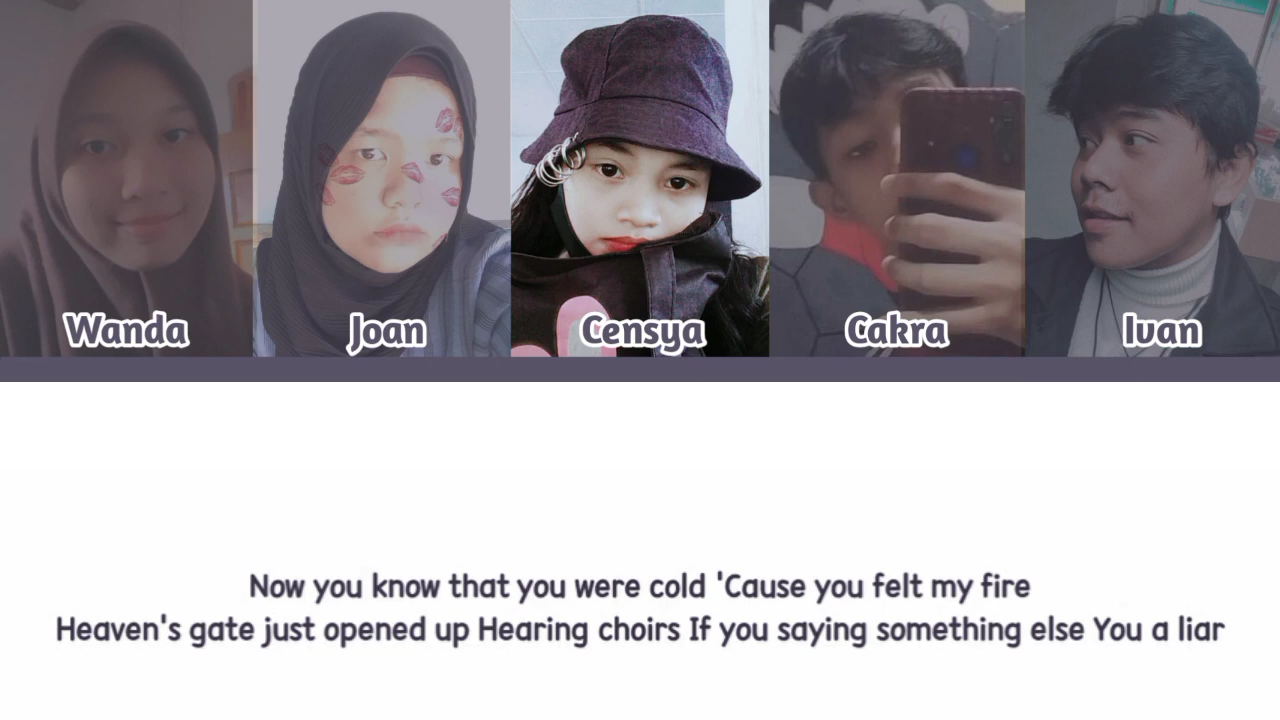 Wanda
Joan
Censya
Cakra
Ivan
Now you know that you were cold 'Cause you felt my fire
Heaven's gate just opened up Hearing choirs If you saying something else You a liar